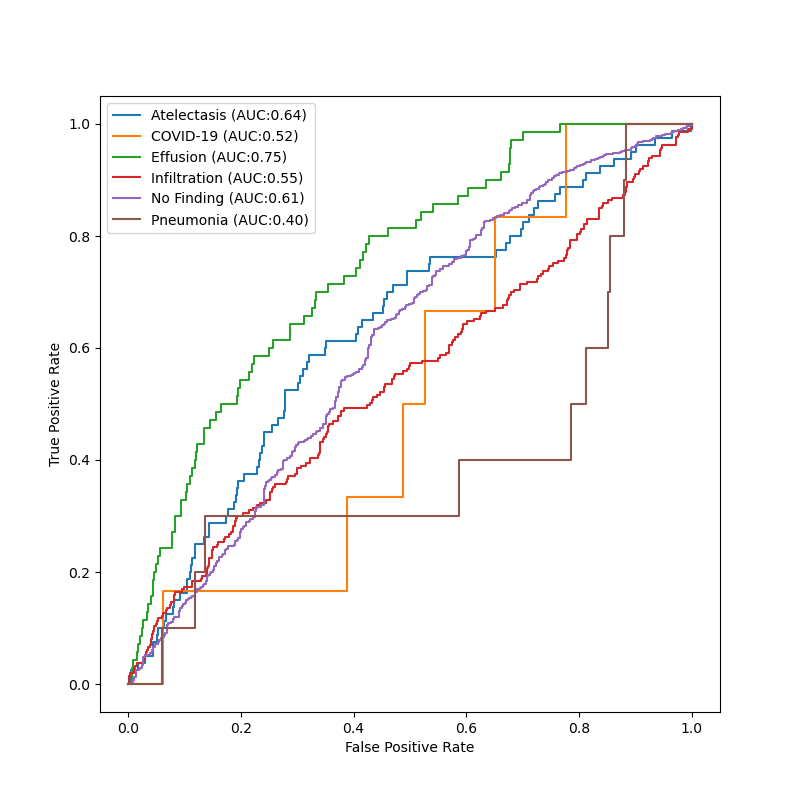 Atelectasis (AUC:0.64)
COVID-19 (AUC:0.52)
Effusion (AUC:0.75)
Infiltration (AUC:0.55)
No Finding (AUC:0.61)
Pneumonia (AUC:0.40)
1.0
0.8
0.6
0.4
0.2
0.0
True Positive Rate
0.0 0.2 0.4 0.6 0.8 1.0
False Positive Rate